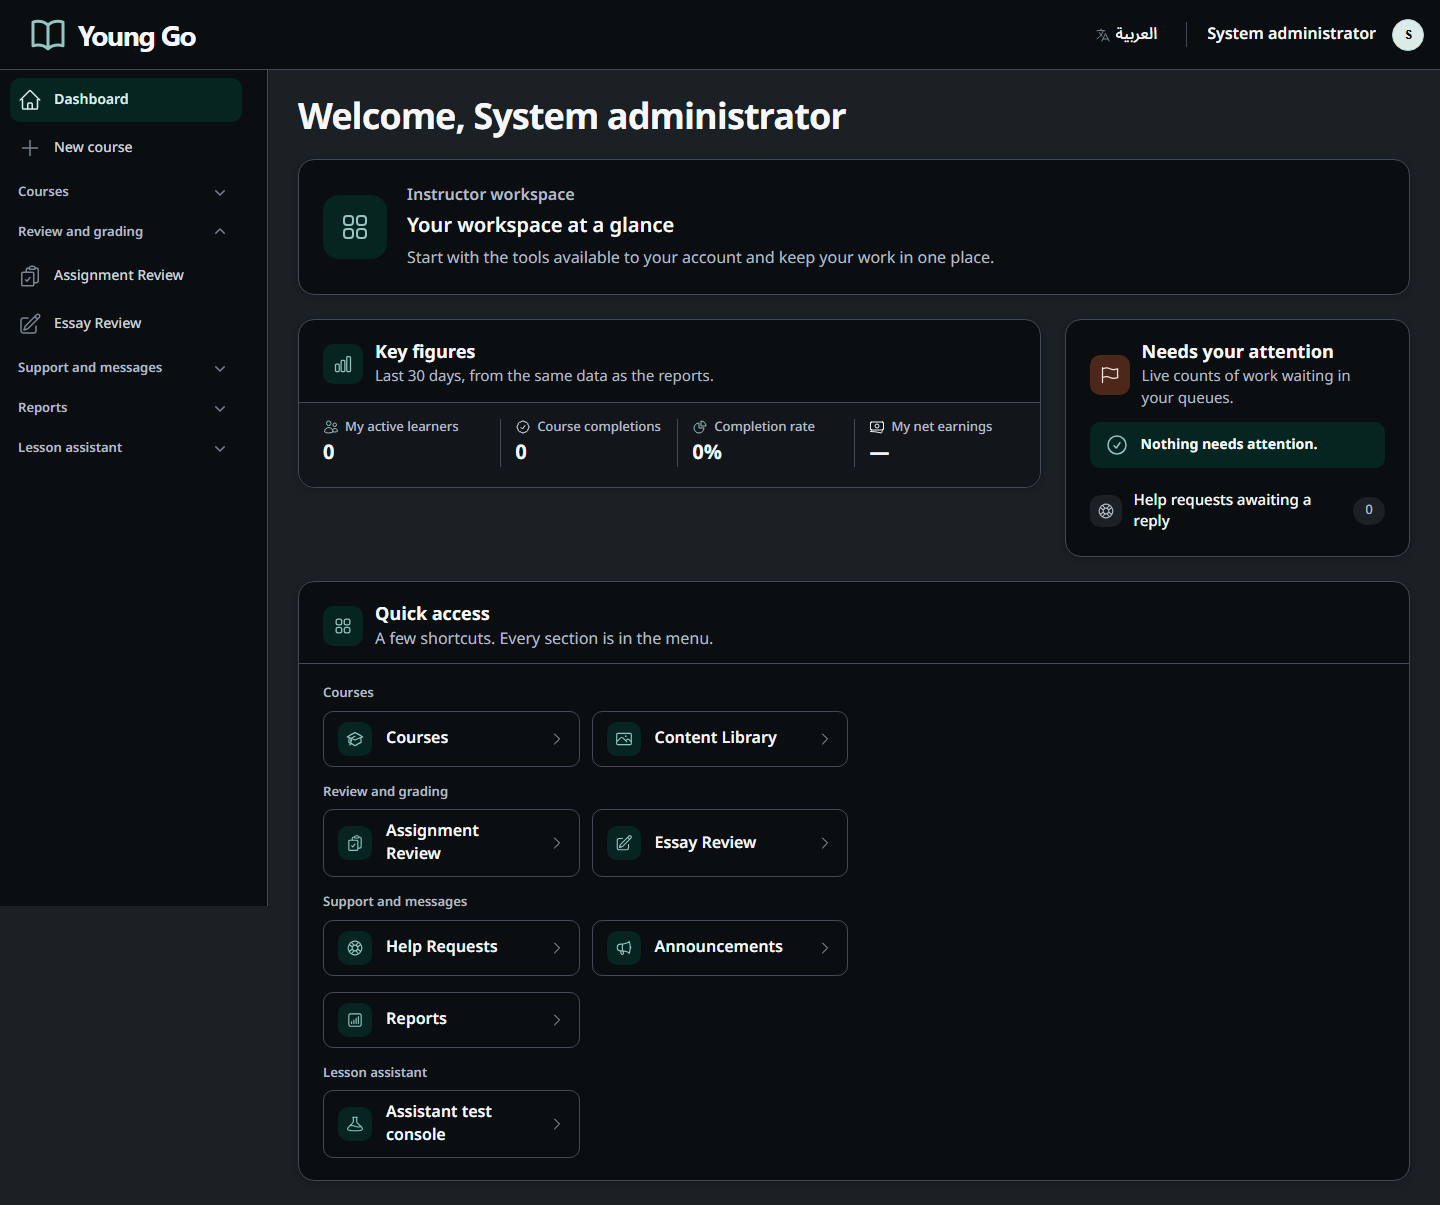 Young Go
العربية
System administrator
S
Dashboard
New course
Courses
Review and grading
Assignment Review
Essay Review
Support and messages
Reports
Lesson assistant
Welcome, System administrator
Instructor workspace
Your workspace at a glance
Start with the tools available to your account and keep your work in one place.
Key figures
Last 30 days, from the same data as the reports.
My active learners
0
Course completions
0
Completion rate
0%
My net earnings
—
Needs your attention
Live counts of work waiting in
your queues.
Nothing needs attention.
Help requests awaiting a
reply
0
Quick access
A few shortcuts. Every section is in the menu.
Courses
Courses
Content Library
Review and grading
Assignment
Review
Essay Review
Support and messages
Help Requests
Announcements
Reports
Lesson assistant
Assistant test
console